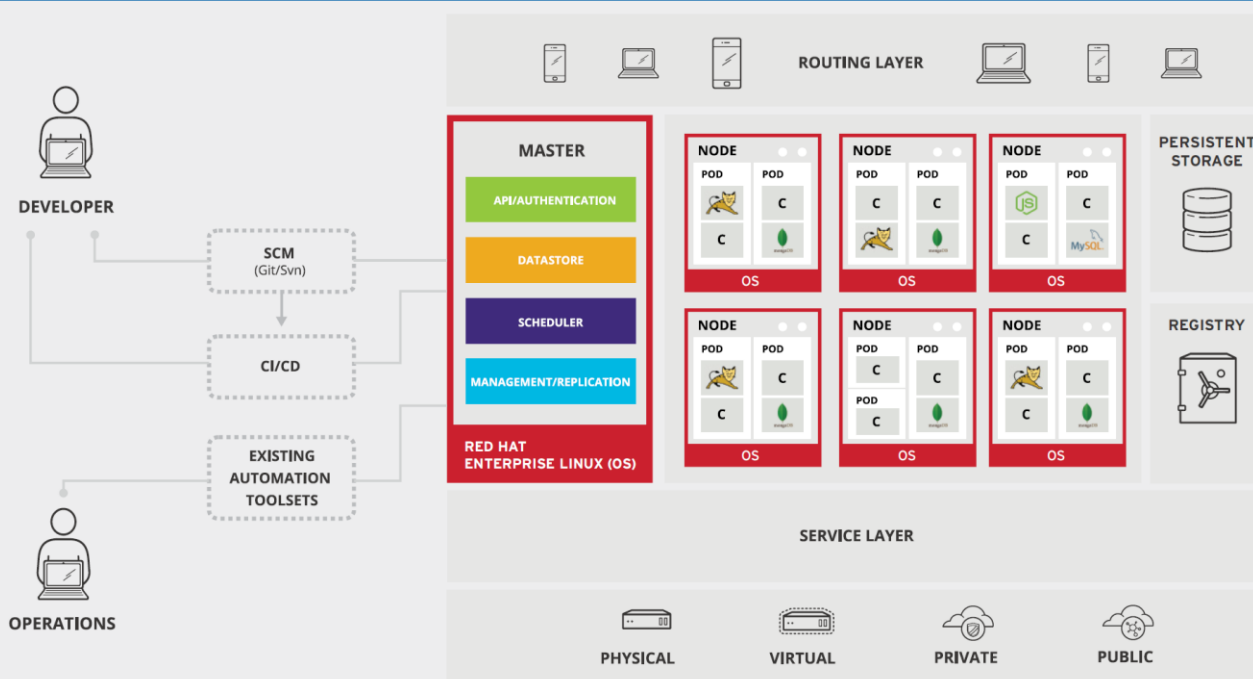 ROUTING LAYER
DEVELOPER
SCM
(Git/Svn)
CI/CD
EXISTING
AUTOMATION
TOOLSETS
OPERATIONS
MASTER
API/AUTHENTICATION
DATASTORE
SCHEDULER
MANAGEMENT/REPLICATION
RED HAT
ENTERPRISE LINUX (OS)
NODE
POD POD
C
C
OS
NODE
POD POD
C C
OS
NODE
POD POD
JS C
C MySQL
OS
NODE
POD POD
C
C
OS
NODE
POD POD
C C
POD
C
OS
NODE
POD POD
C
C
OS
PERSISTENT
STORAGE
REGISTRY
SERVICE LAYER
PHYSICAL
VIRTUAL
PRIVATE
PUBLIC